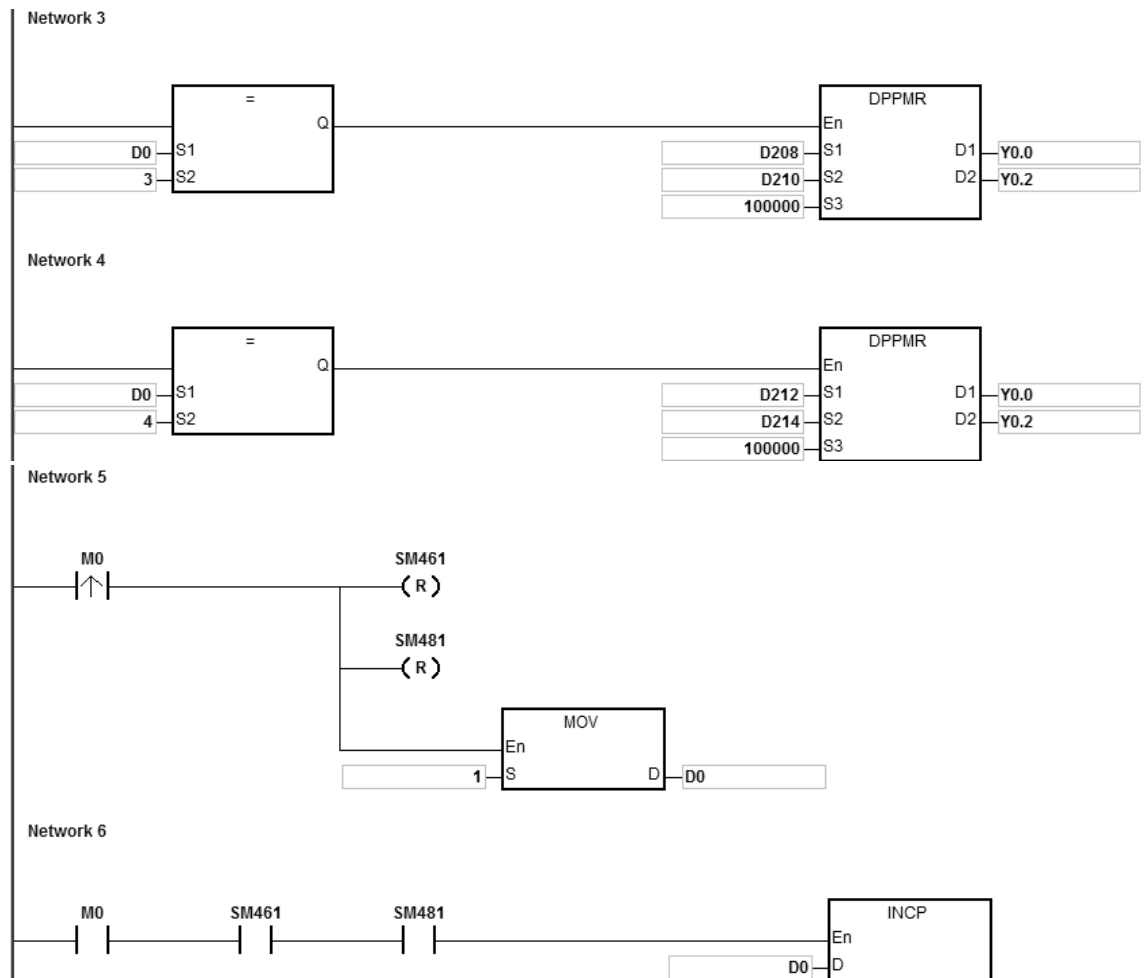 Network 3
= DPPMR
Q En
D0 S1 D208 S1 D1 Y0.0
3 S2 D210 S2 D2 Y0.2
100000 S3
Network 4
= DPPMR
Q En
D0 S1 D212 S1 D1 Y0.0
4 S2 D214 S2 D2 Y0.2
100000 S3
Network 5
M0 SM461
( R )
SM481
( R )
MOV
En
1 S D D0
Network 6
M0 SM461 SM481 INCP
En
D0 D